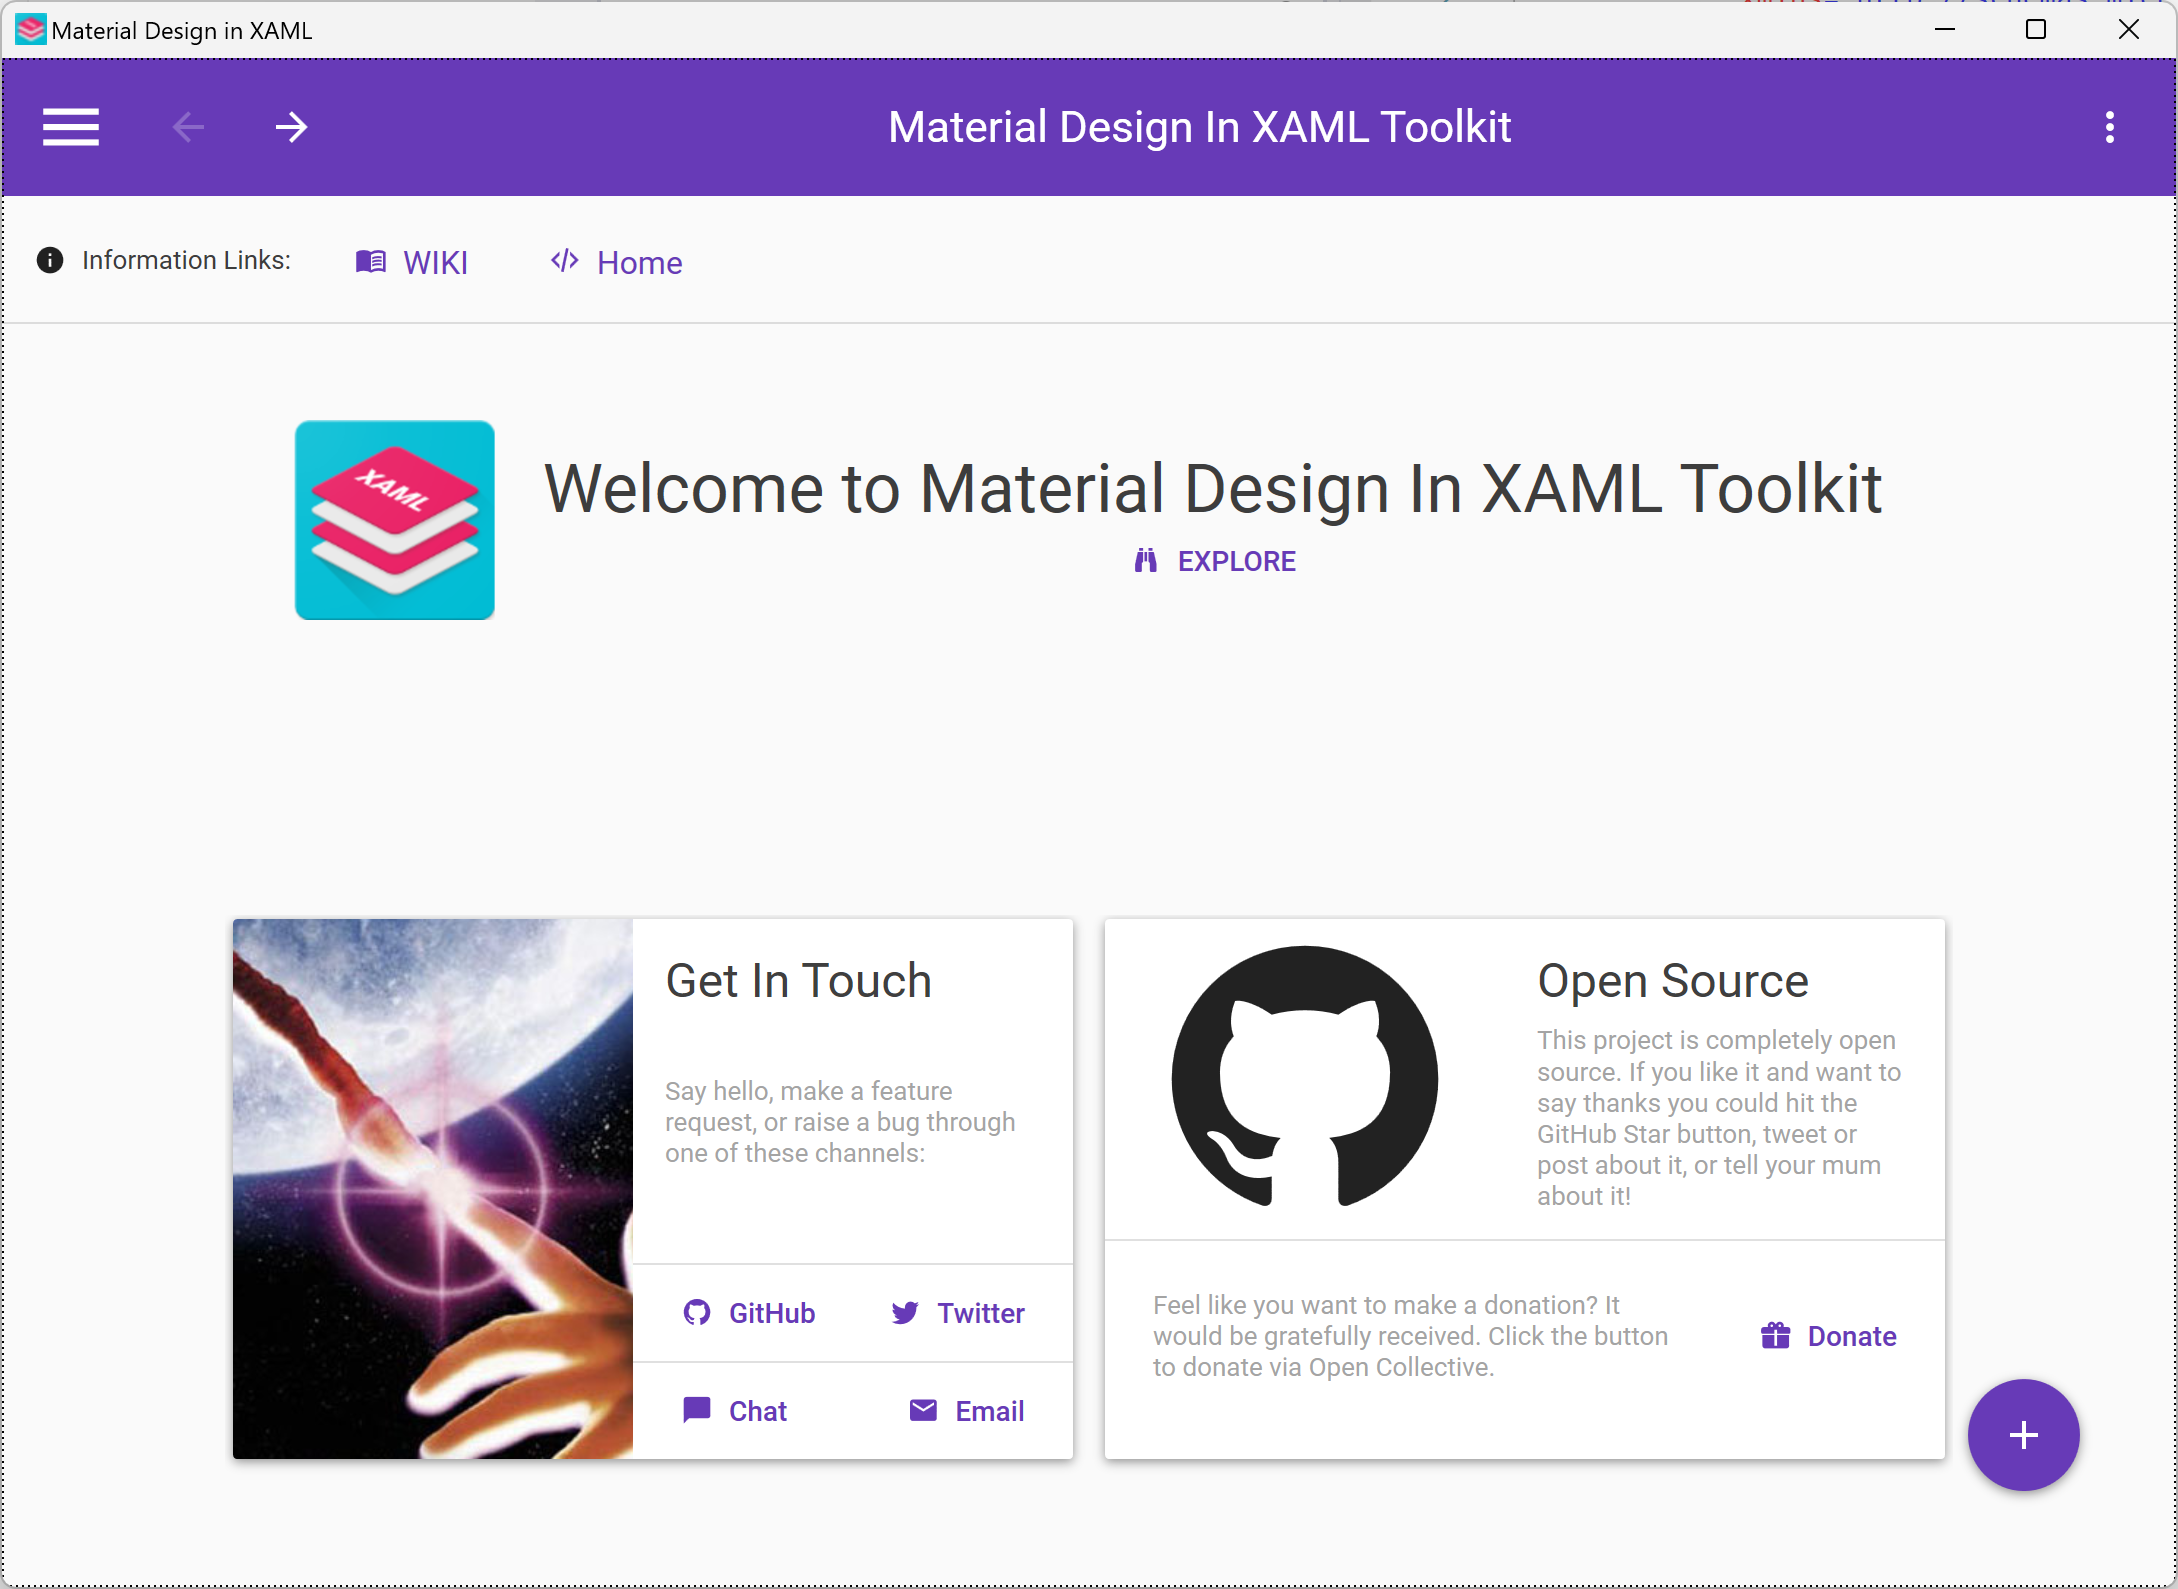 Material Design in XAML
Material Design In XAML Toolkit
Information Links:
WIKI
Home
XAML
Welcome to Material Design In XAML Toolkit
EXPLORE
Get In Touch
Say hello, make a feature
request, or raise a bug through
one of these channels:
GitHub
Twitter
Chat
Email
Open Source
This project is completely open
source. If you like it and want to
say thanks you could hit the
GitHub Star button, tweet or
post about it, or tell your mum
about it!
Feel like you want to make a donation? It
would be gratefully received. Click the button
to donate via Open Collective.
Donate